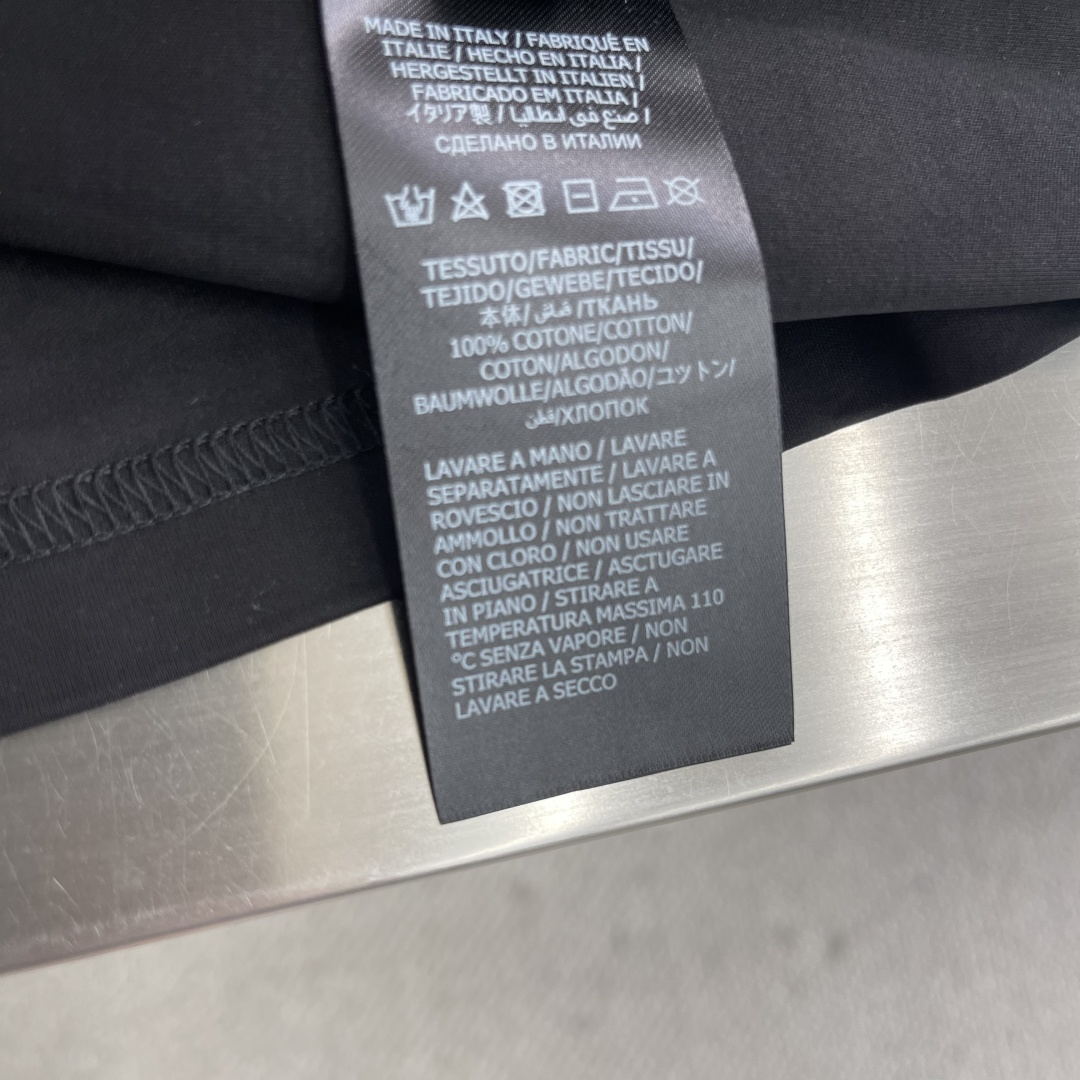 MADE IN ITALY / FABRIQUÉ EN
ITALIE / HECHO EN ITALIA /
HERGESTELLT IN ITALIEN /
FABRICADO EM ITALIA /
イタリア製 / صنع في ايطاليا /
СДЕЛАНО В ИТАЛИИ
TESSUTO/FABRIC/TISSU/
TEJIDO/GEWEBE/TECIDO/
本体/ قماش /ТКАНЬ
100% COTONE/COTTON/
COTON/ALGODON/
BAUMWOLLE/ALGODÃO/コットン/
قطن/ХЛОПОК
LAVARE A MANO / LAVARE
SEPARATAMENTE / LAVARE A
ROVESCIO / NON LASCIARE IN
AMMOLLO / NON TRATTARE
CON CLORO / NON USARE
ASCIUGATRICE / ASCTUGARE
IN PIANO / STIRARE A
TEMPERATURA MASSIMA 110
°C SENZA VAPORE / NON
STIRARE LA STAMPA / NON
LAVARE A SECCO